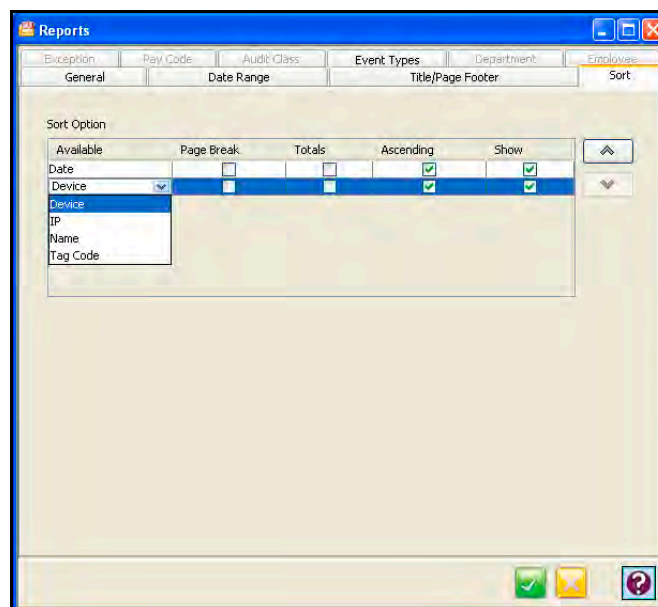 Reports
Exception Pay Code Audit Class Event Types Department Employee
General Date Range Title/Page Footer Sort
Sort Option
Available Page Break Totals Ascending Show
Date
Device
Device
IP
Name
Tag Code